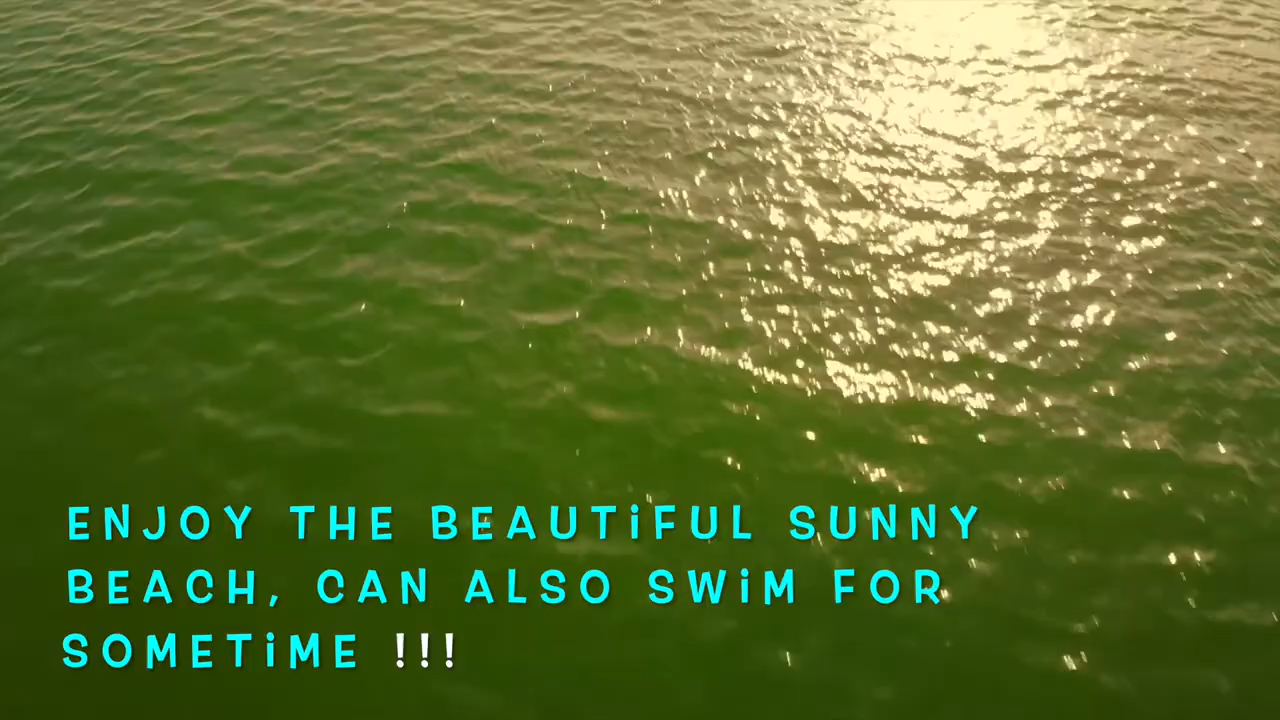 ENJOY THE BEAUTiFUL SUNNY
BEACH, CAN ALSO SWiM FOR
SOMETiME !!!